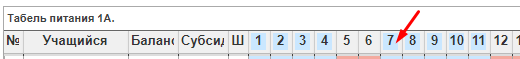 Табель питания 1А.
№ Учащийся Баланс Субсид Ш 1 2 3 4 5 6 7 8 9 10 11 12